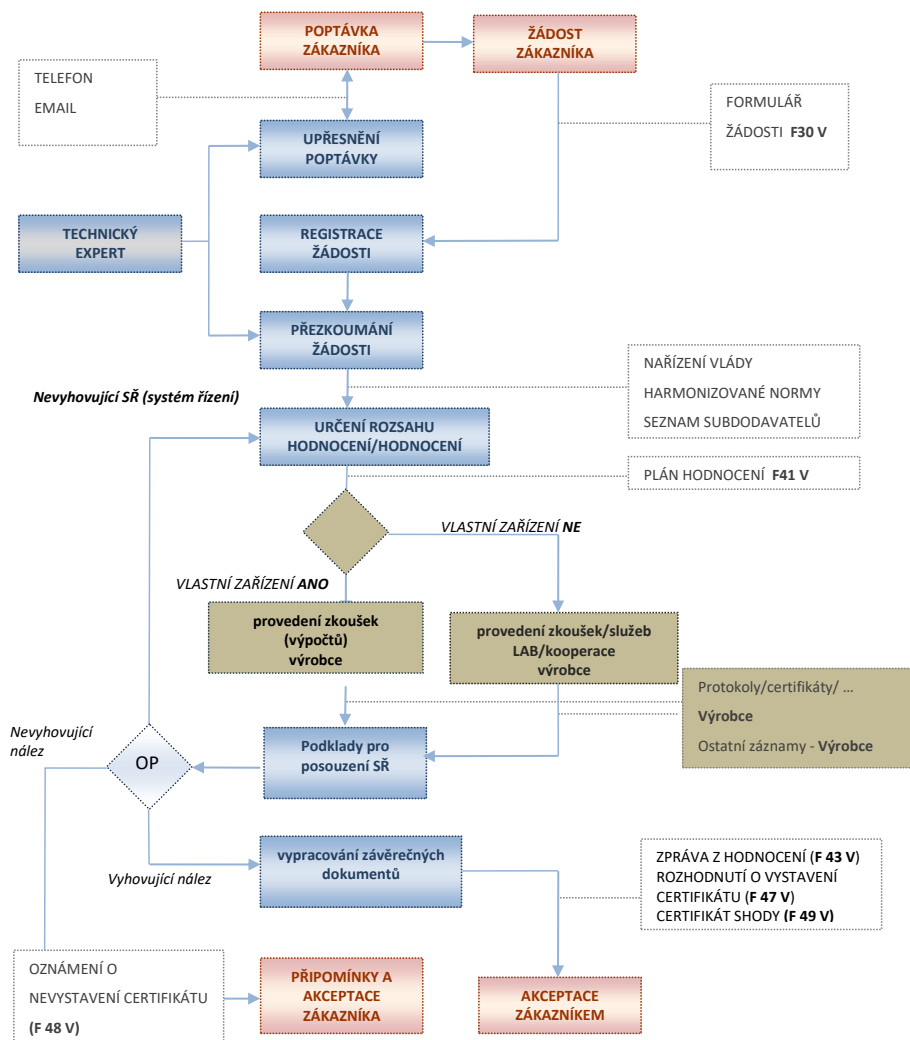 POPTÁVKA
ZÁKAZNÍKA
ŽÁDOST
ZÁKAZNÍKA
TELEFON
EMAIL
FORMULÁŘ
ŽÁDOSTI F30 V
UPŘESNĚNÍ
POPTÁVKY
TECHNICKÝ
EXPERT
REGISTRACE
ŽÁDOSTI
PŘEZKOUMÁNÍ
ŽÁDOSTI
NAŘÍZENÍ VLÁDY
HARMONIZOVANÉ NORMY
SEZNAM SUBDODAVATELŮ
Nevyhovující SŘ (systém řízení)
URČENÍ ROZSAHU
HODNOCENÍ/HODNOCENÍ
PLÁN HODNOCENÍ F41 V
VLASTNÍ ZAŘÍZENÍ NE
VLASTNÍ ZAŘÍZENÍ ANO
provedení zkoušek
(výpočtů)
výrobce
provedení zkoušek/služeb
LAB/kooperace
výrobce
Protokoly/certifikáty/ …
Výrobce
Ostatní záznamy - Výrobce
Nevyhovující
nález
OP
Podklady pro
posouzení SŘ
Vyhovující nález
vypracování závěrečných
dokumentů
ZPRÁVA Z HODNOCENÍ (F 43 V)
ROZHODNUTÍ O VYSTAVENÍ
CERTIFIKÁTU (F 47 V)
CERTIFIKÁT SHODY (F 49 V)
OZNÁMENÍ O
NEVYSTAVENÍ CERTIFIKÁTU
(F 48 V)
PŘIPOMÍNKY A
AKCEPTACE
ZÁKAZNÍKA
AKCEPTACE
ZÁKAZNÍKEM